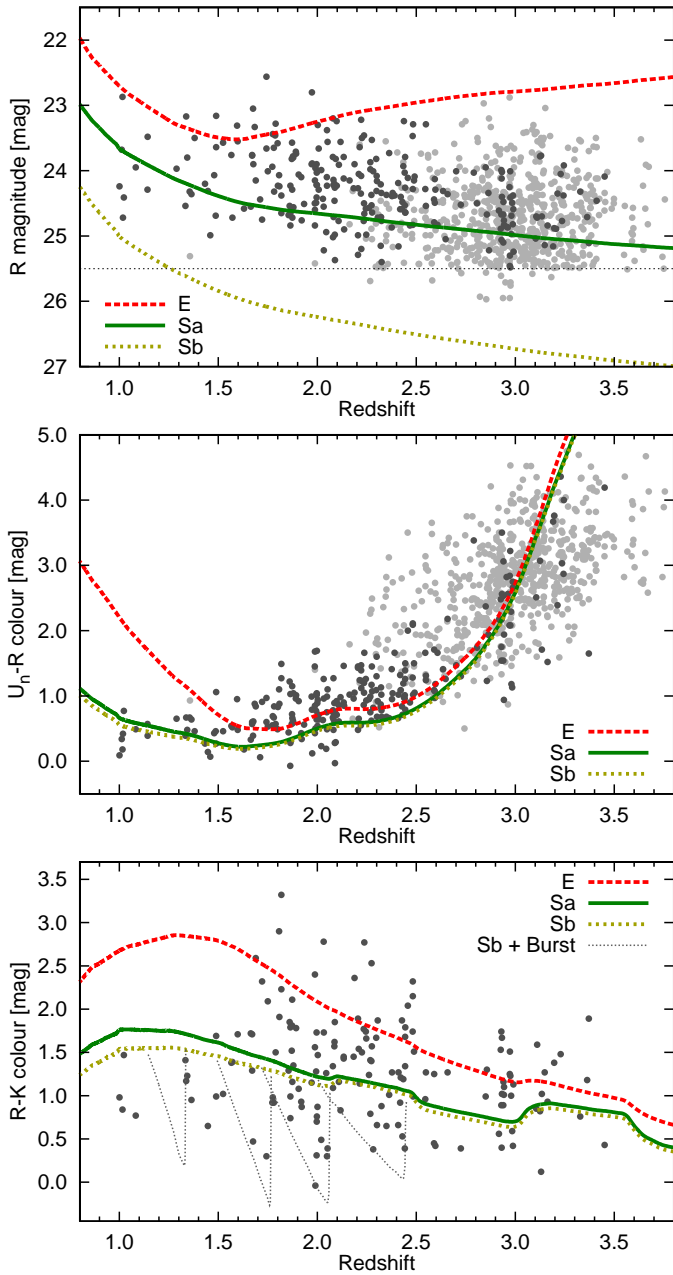 22
23
24
25
26
27
R magnitude [mag]
E
Sa
Sb
1.0 1.5 2.0 2.5 3.0 3.5
Redshift
5.0
4.0
3.0
2.0
1.0
0.0
Un-R colour [mag]
E
Sa
Sb
1.0 1.5 2.0 2.5 3.0 3.5
Redshift
3.5
3.0
2.5
2.0
1.5
1.0
0.5
0.0
R-K colour [mag]
E
Sa
Sb
Sb + Burst
1.0 1.5 2.0 2.5 3.0 3.5
Redshift